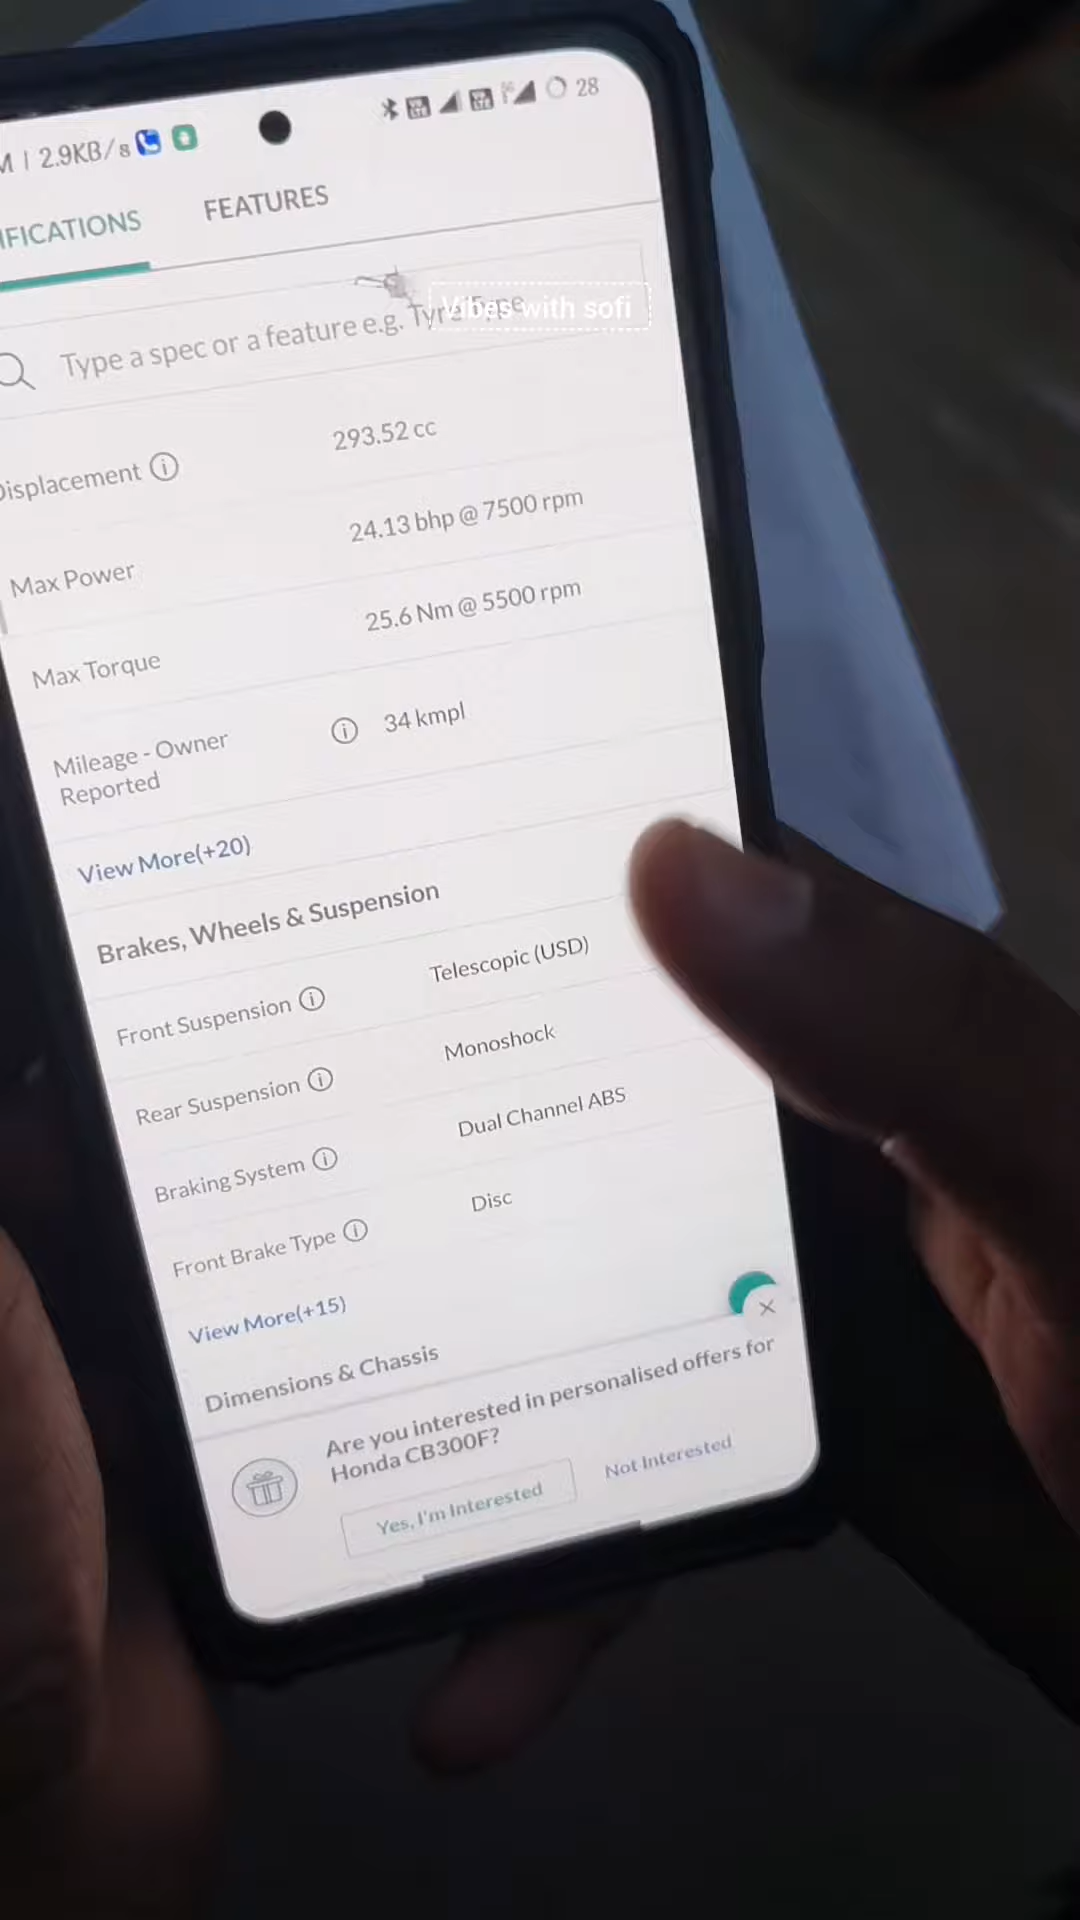 M | 2.9KB/s
28
IFICATIONS
FEATURES
Type a spec or a feature e.g. Tyre Type
Vibes with sofi
Displacement
293.52 cc
Max Power
24.13 bhp @ 7500 rpm
Max Torque
25.6 Nm @ 5500 rpm
Mileage - Owner
Reported
34 kmpl
View More(+20)
Brakes, Wheels & Suspension
Front Suspension
Telescopic (USD)
Rear Suspension
Monoshock
Braking System
Dual Channel ABS
Front Brake Type
Disc
View More(+15)
Dimensions & Chassis
Are you interested in personalised offers for
Honda CB300F?
Yes, I'm Interested
Not Interested